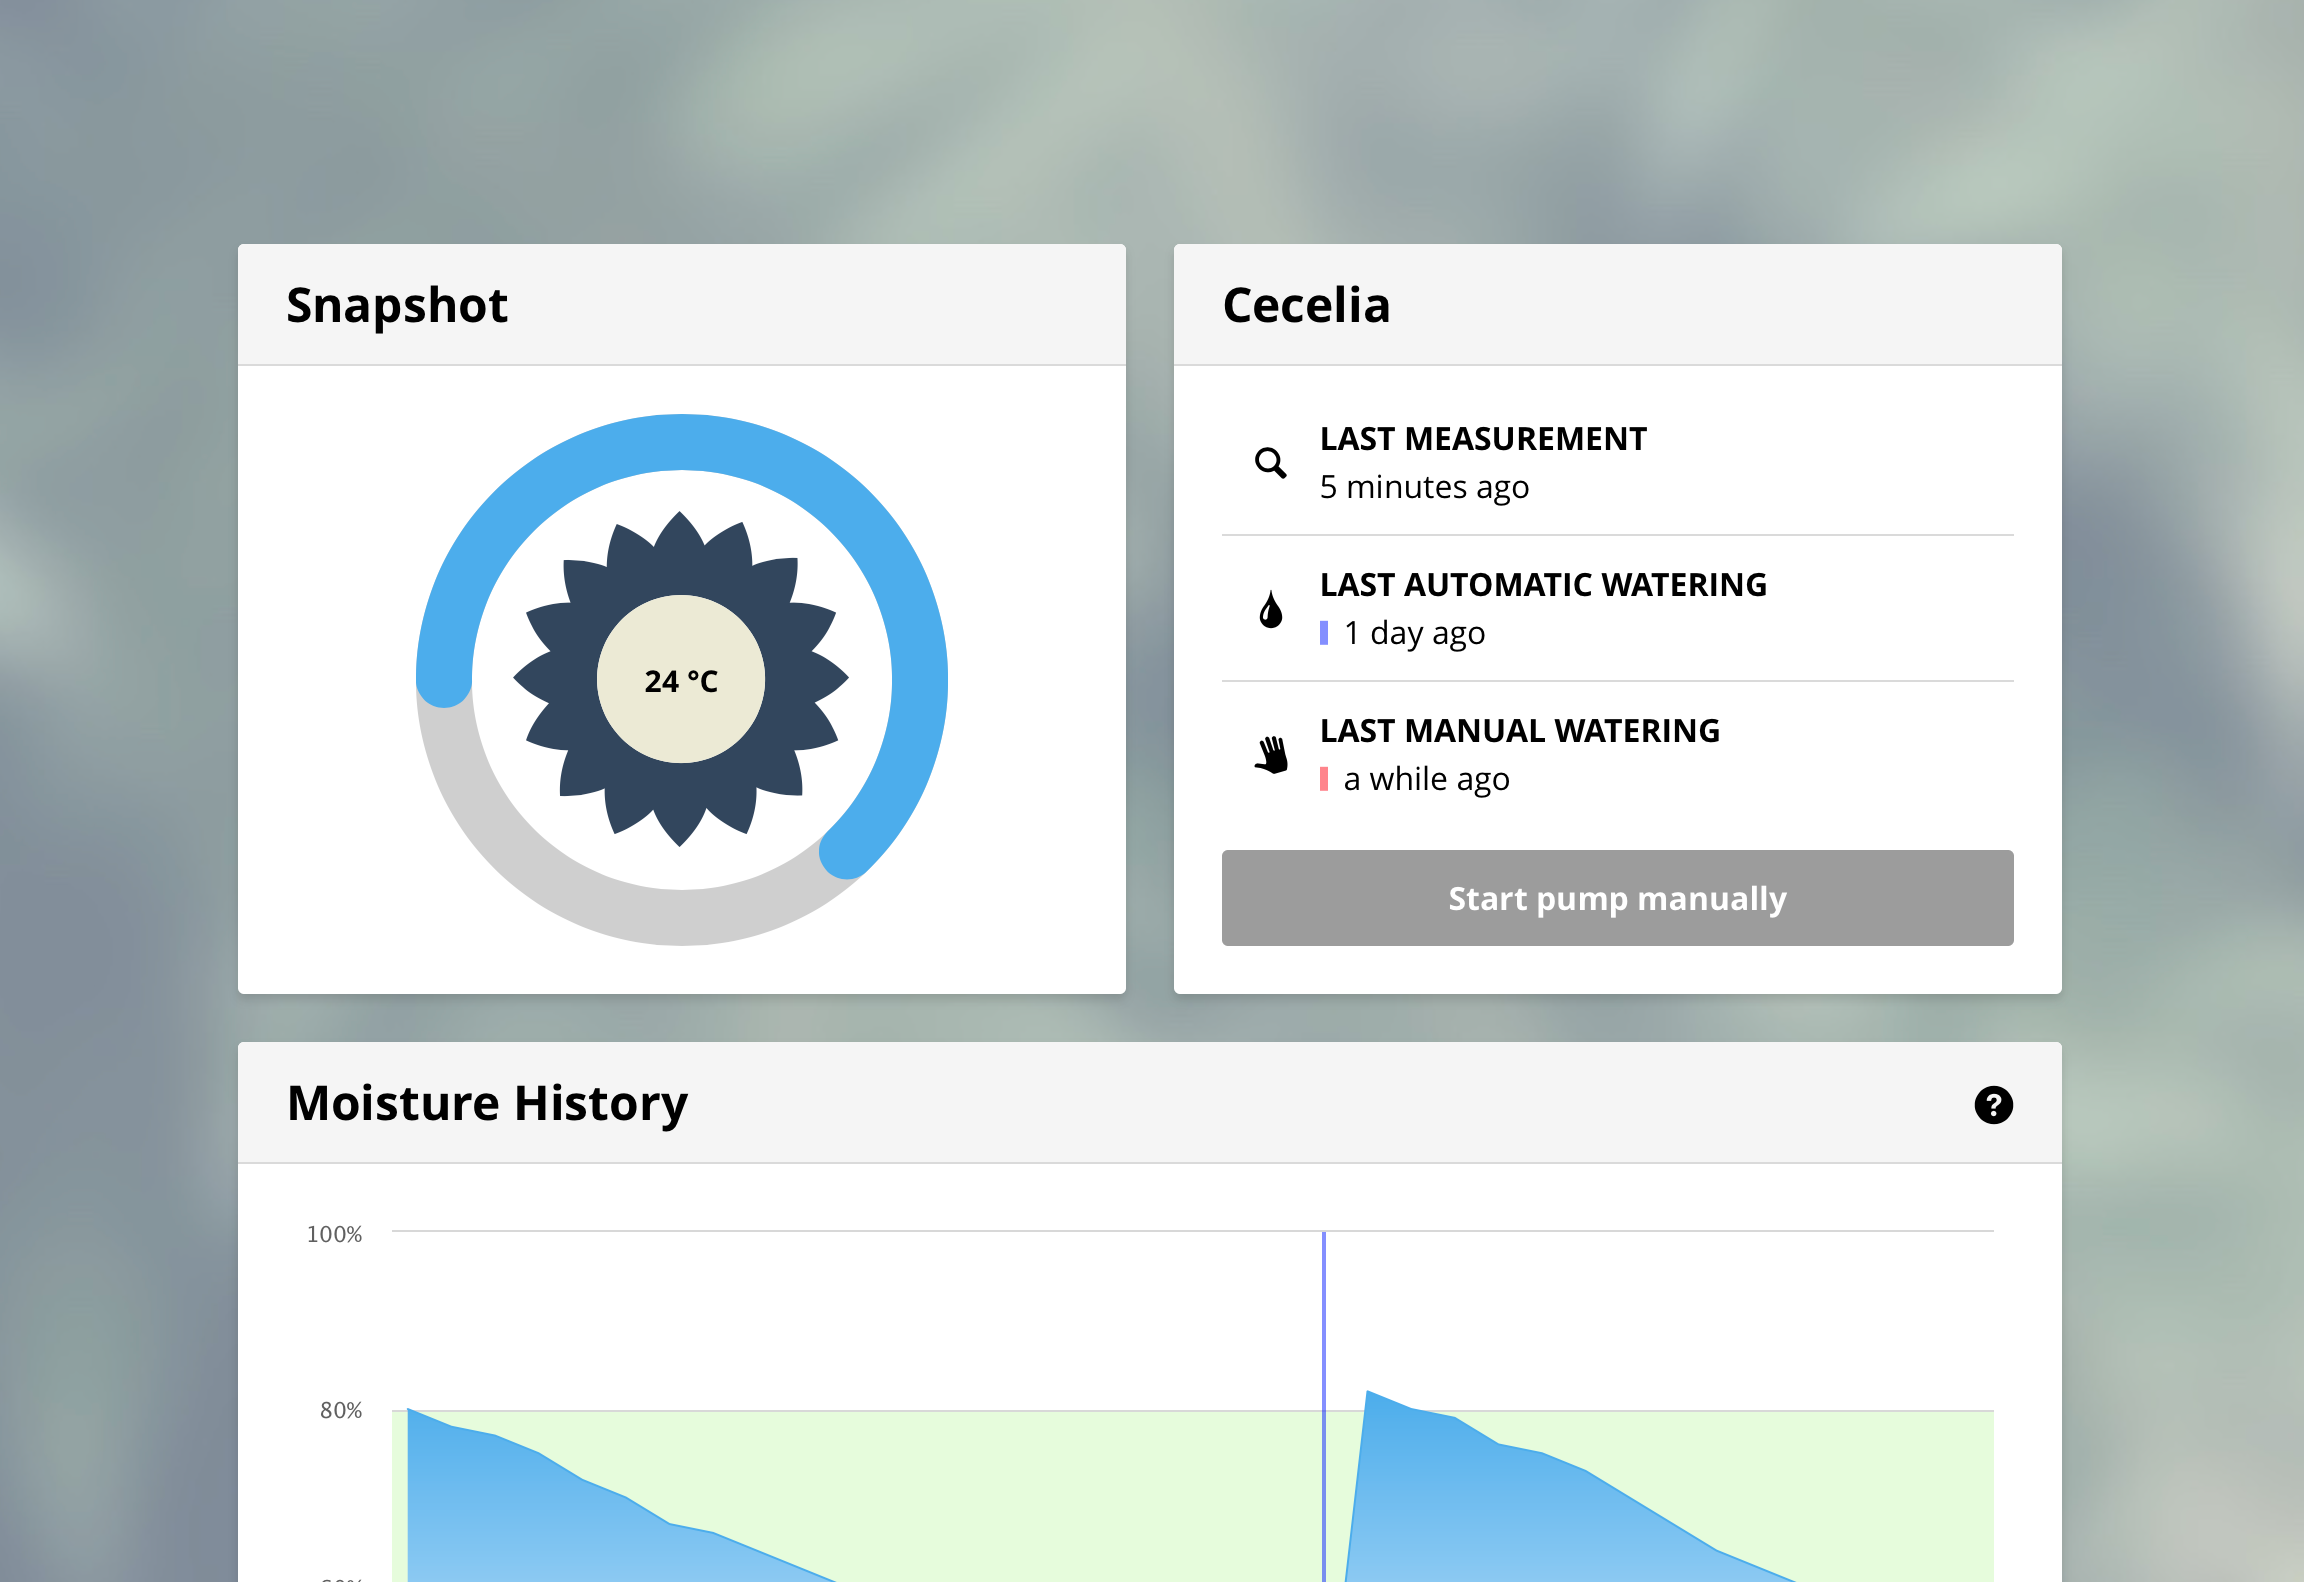 Snapshot
24 °C
Cecelia
LAST MEASUREMENT
5 minutes ago
LAST AUTOMATIC WATERING
1 day ago
LAST MANUAL WATERING
a while ago
Start pump manually
Moisture History
?
100%
80%